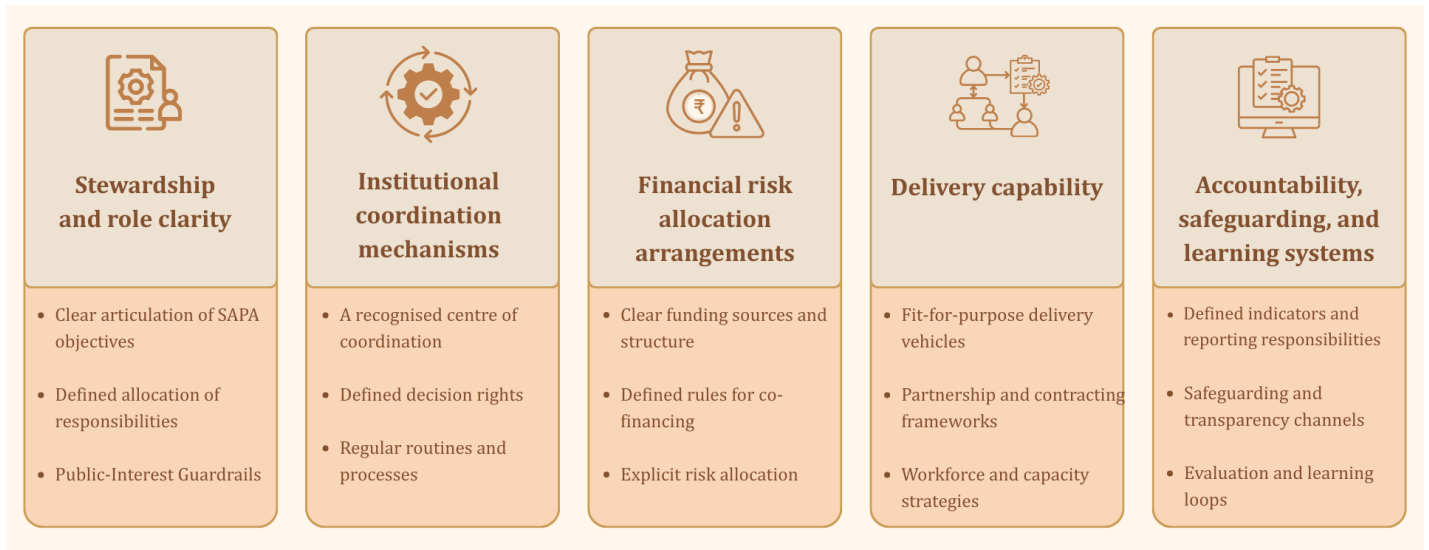 Stewardship
and role clarity
• Clear articulation of SAPA
objectives
• Defined allocation of
responsibilities
• Public-Interest Guardrails
Institutional
coordination
mechanisms
• A recognised centre of
coordination
• Defined decision rights
• Regular routines and
processes
₹
Financial risk
allocation
arrangements
• Clear funding sources and
structure
• Defined rules for co-
financing
• Explicit risk allocation
Delivery capability
• Fit-for-purpose delivery
vehicles
• Partnership and contracting
frameworks
• Workforce and capacity
strategies
Accountability,
safeguarding, and
learning systems
• Defined indicators and
reporting responsibilities
• Safeguarding and
transparency channels
• Evaluation and learning
loops